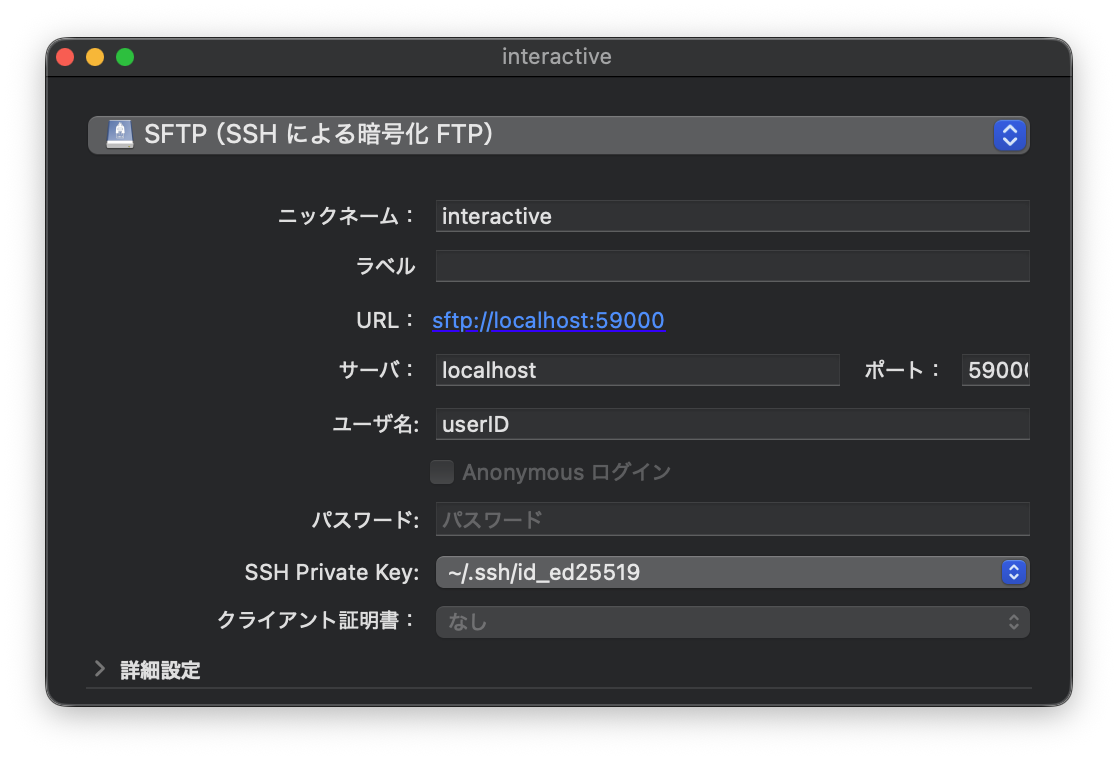 interactive
SFTP（SSH による暗号化 FTP）
ニックネーム： interactive
ラベル
URL： sftp://localhost:59000
サーバ： localhost ポート： 59000
ユーザ名: userID
Anonymous ログイン
パスワード: パスワード
SSH Private Key: ~/.ssh/id_ed25519
クライアント証明書： なし
詳細設定